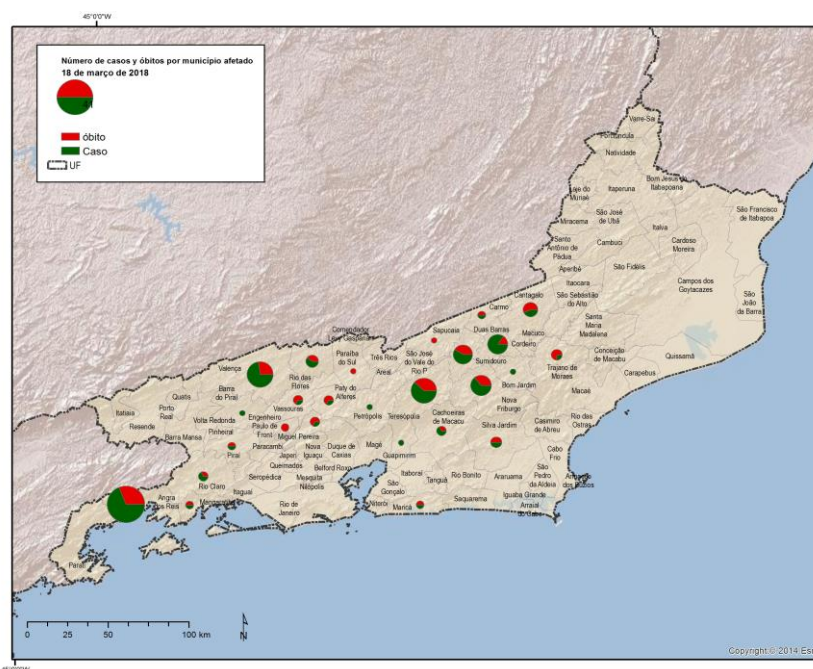 45°0'0"W
Número de casos y óbitos por município afetado
18 de março de 2018
41
óbito
Caso
UF
Varre-Sai
Porciúncula
Natividade
Bom Jesus do
Itabapoana
Laje do
Muriaé
Itaperuna
São Francisco
de Itabapoa
Miracema
São José
de Ubá
Italva
Santo
Antônio de
Pádua
Cambuci
Cardoso
Moreira
Aperibé
São Fidélis
Itaocara
Campos dos
Goytacazes
Cantagalo
São Sebastião
do Alto
São
João
da Barra
Carmo
Santa
Maria
Madalena
Comendador
Levy Gasparian
Sapucaia
Duas Barras
Macuco
Cordeiro
Conceição
de Macabu
Quissamã
Paraíba
do Sul
Três Rios
São José
do Vale do
Rio P
Sumidouro
Trajano de
Moraes
Carapebus
Valença
Rio das
Flores
Areal
Bom Jardim
Macaé
Quatis
Barra
do Piraí
Paty do
Alferes
Nova
Friburgo
Itatiaia
Porto
Real
Vassouras
Petrópolis
Teresópolis
Cachoeiras
de Macacu
Casimiro
de Abreu
Rio das
Ostras
Resende
Volta Redonda
Engenheiro
Paulo de
Front
Pinheiral
Barra Mansa
Miguel Pereira
Silva Jardim
Piraí
Paracambi
Nova
Iguaçu
Duque de
Caxias
Magé
Guapimirim
Cabo
Frio
Japeri
Queimados
Belford Roxo
Itaboraí
Rio Bonito
Araruama
São
Pedro
da Aldeia
Armação
dos Búzios
Rio Claro
Seropédica
Mesquita
Nilópolis
São
Gonçalo
Tanguá
Angra
dos Reis
Mangaratiba
Itaguaí
Rio de
Janeiro
Niterói
Maricá
Saquarema
Iguaba Grande
Arraial
do Cabo
Parati
0 25 50 100 km
N
Copyright © 2014 Esri
45°0'0"W